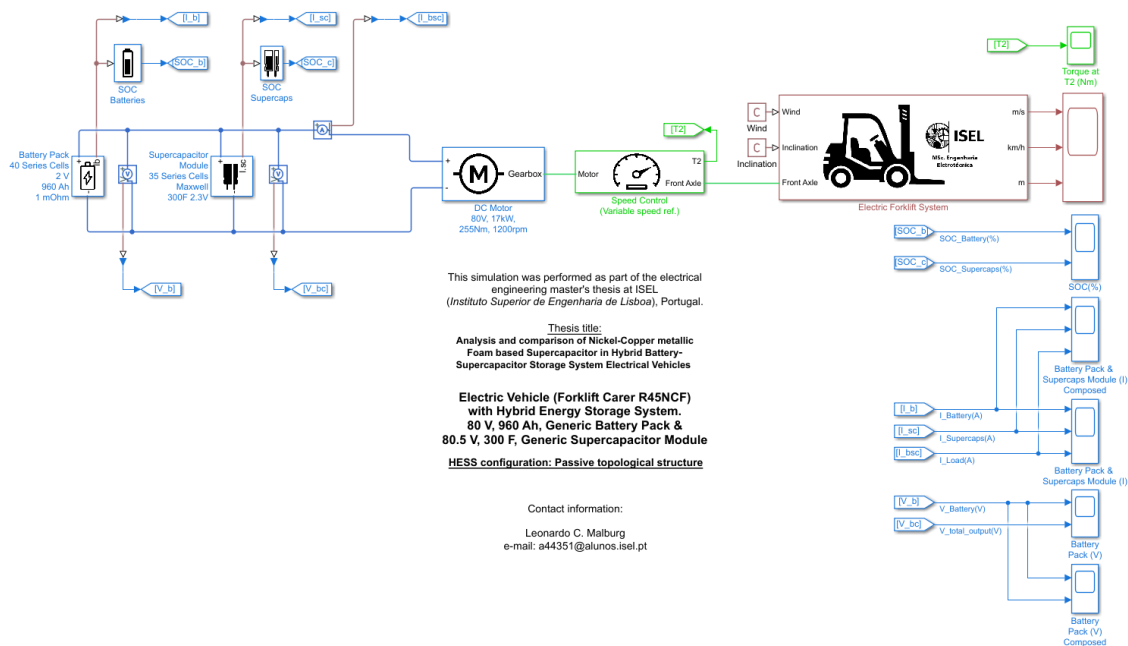 [I_b]
[I_sc]
[I_bsc]
[SOC_b]
[SOC_c]
SOC
Batteries
SOC
Supercaps
[T2]
Torque at
T2 (Nm)
Battery Pack
40 Series Cells
2 V
960 Ah
1 mOhm
+
Ib
V
Supercapacitor
Module
35 Series Cells
Maxwell
300F 2.3V
+
I.sc
V
A
+
-
M
Gearbox
DC Motor
80V, 17kW,
255Nm, 1200rpm
[T2]
Motor
T2
Front Axle
Speed Control
(Variable speed ref.)
C
Wind
C
Inclination
Wind
Inclination
Front Axle
ISEL
MSc. Engenharia
Eletrotécnica
m/s
km/h
m
Electric Forklift System
[V_b]
[V_bc]
[SOC_b]
SOC_Battery(%)
[SOC_c]
SOC_Supercaps(%)
SOC(%)
This simulation was performed as part of the electrical
engineering master's thesis at ISEL
(Instituto Superior de Engenharia de Lisboa), Portugal.
Thesis title:
Analysis and comparison of Nickel-Copper metallic
Foam based Supercapacitor in Hybrid Battery-
Supercapacitor Storage System Electrical Vehicles
Electric Vehicle (Forklift Carer R45NCF)
with Hybrid Energy Storage System.
80 V, 960 Ah, Generic Battery Pack &
80.5 V, 300 F, Generic Supercapacitor Module
HESS configuration: Passive topological structure
Contact information:
Leonardo C. Malburg
e-mail: a44351@alunos.isel.pt
Battery Pack &
Supercaps Module (I)
Composed
[I_b]
I_Battery(A)
[I_sc]
I_Supercaps(A)
[I_bsc]
I_Load(A)
Battery Pack &
Supercaps Module (I)
[V_b]
V_Battery(V)
[V_bc]
V_total_output(V)
Battery
Pack (V)
Battery
Pack (V)
Composed